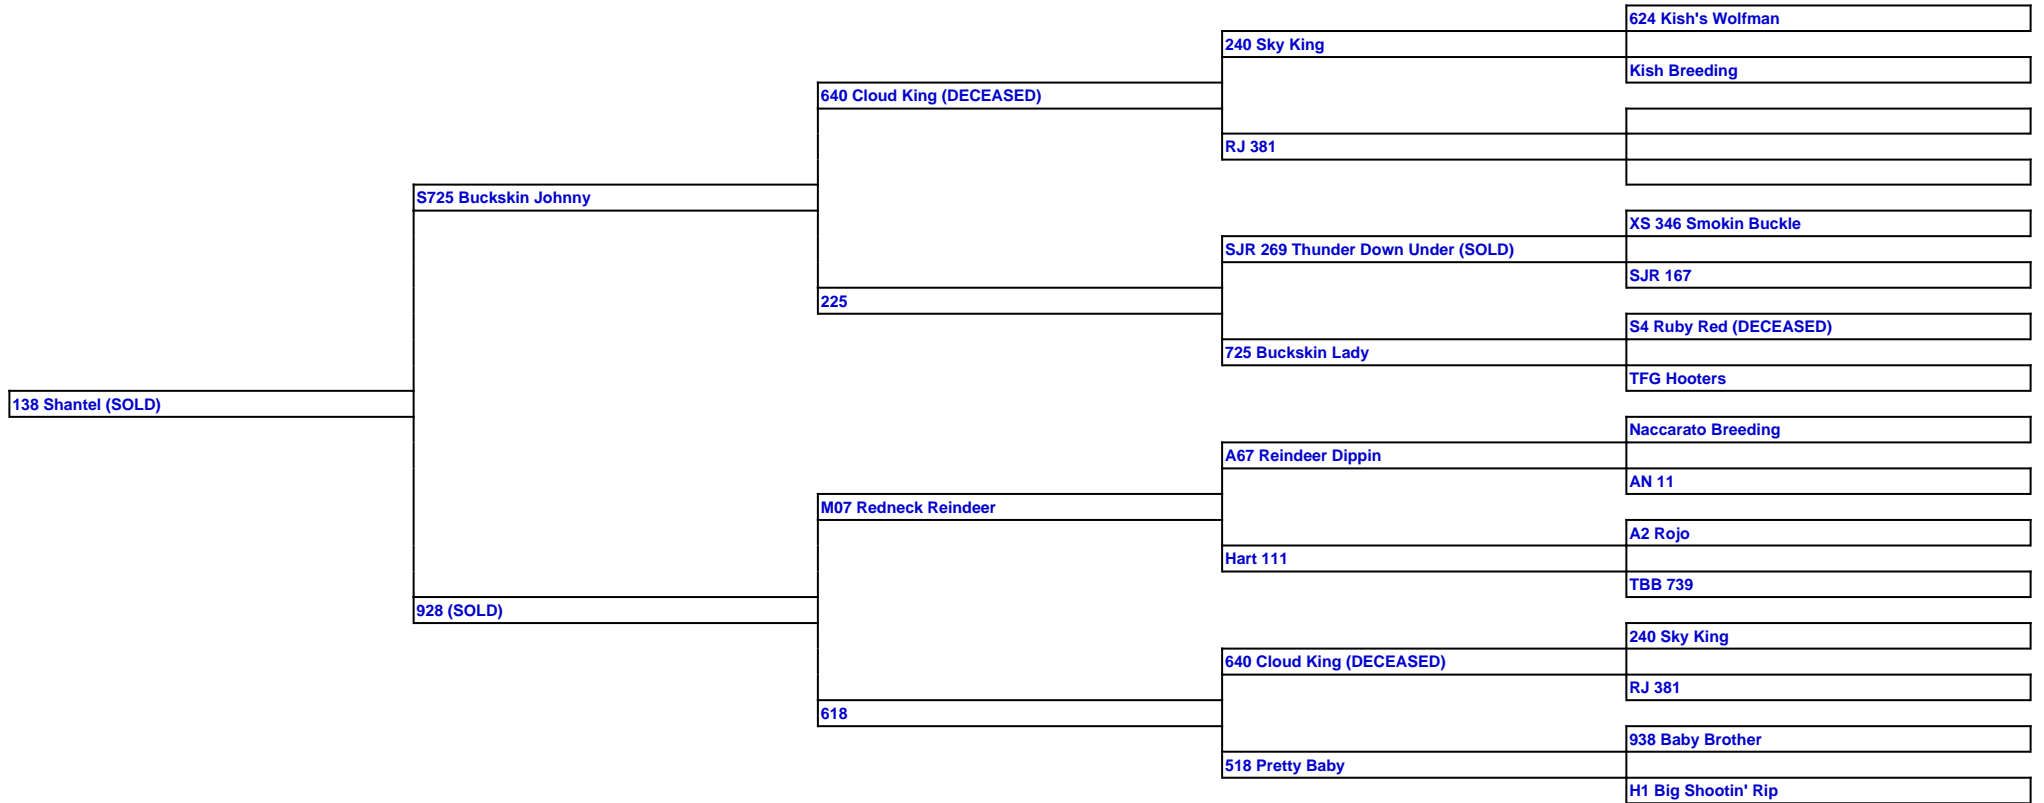 624 Kish's Wolfman
240 Sky King
Kish Breeding
640 Cloud King (DECEASED)
RJ 381
S725 Buckskin Johnny
XS 346 Smokin Buckle
SJR 269 Thunder Down Under (SOLD)
SJR 167
225
S4 Ruby Red (DECEASED)
725 Buckskin Lady
TFG Hooters
138 Shantel (SOLD)
Naccarato Breeding
A67 Reindeer Dippin
AN 11
M07 Redneck Reindeer
A2 Rojo
Hart 111
TBB 739
928 (SOLD)
240 Sky King
640 Cloud King (DECEASED)
RJ 381
618
938 Baby Brother
518 Pretty Baby
H1 Big Shootin' Rip